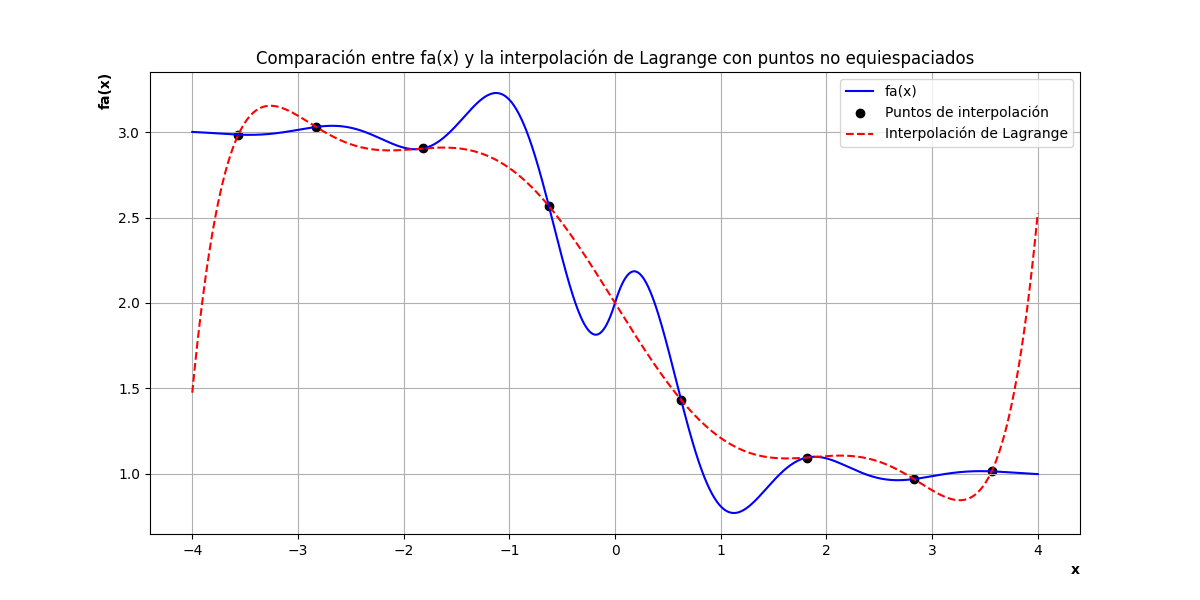 Comparación entre fa(x) y la interpolación de Lagrange con puntos no equiespaciados
fa(x)
fa(x)
Puntos de interpolación
Interpolación de Lagrange
3.0
2.5
2.0
1.5
1.0
−4 −3 −2 −1 0 1 2 3 4
x